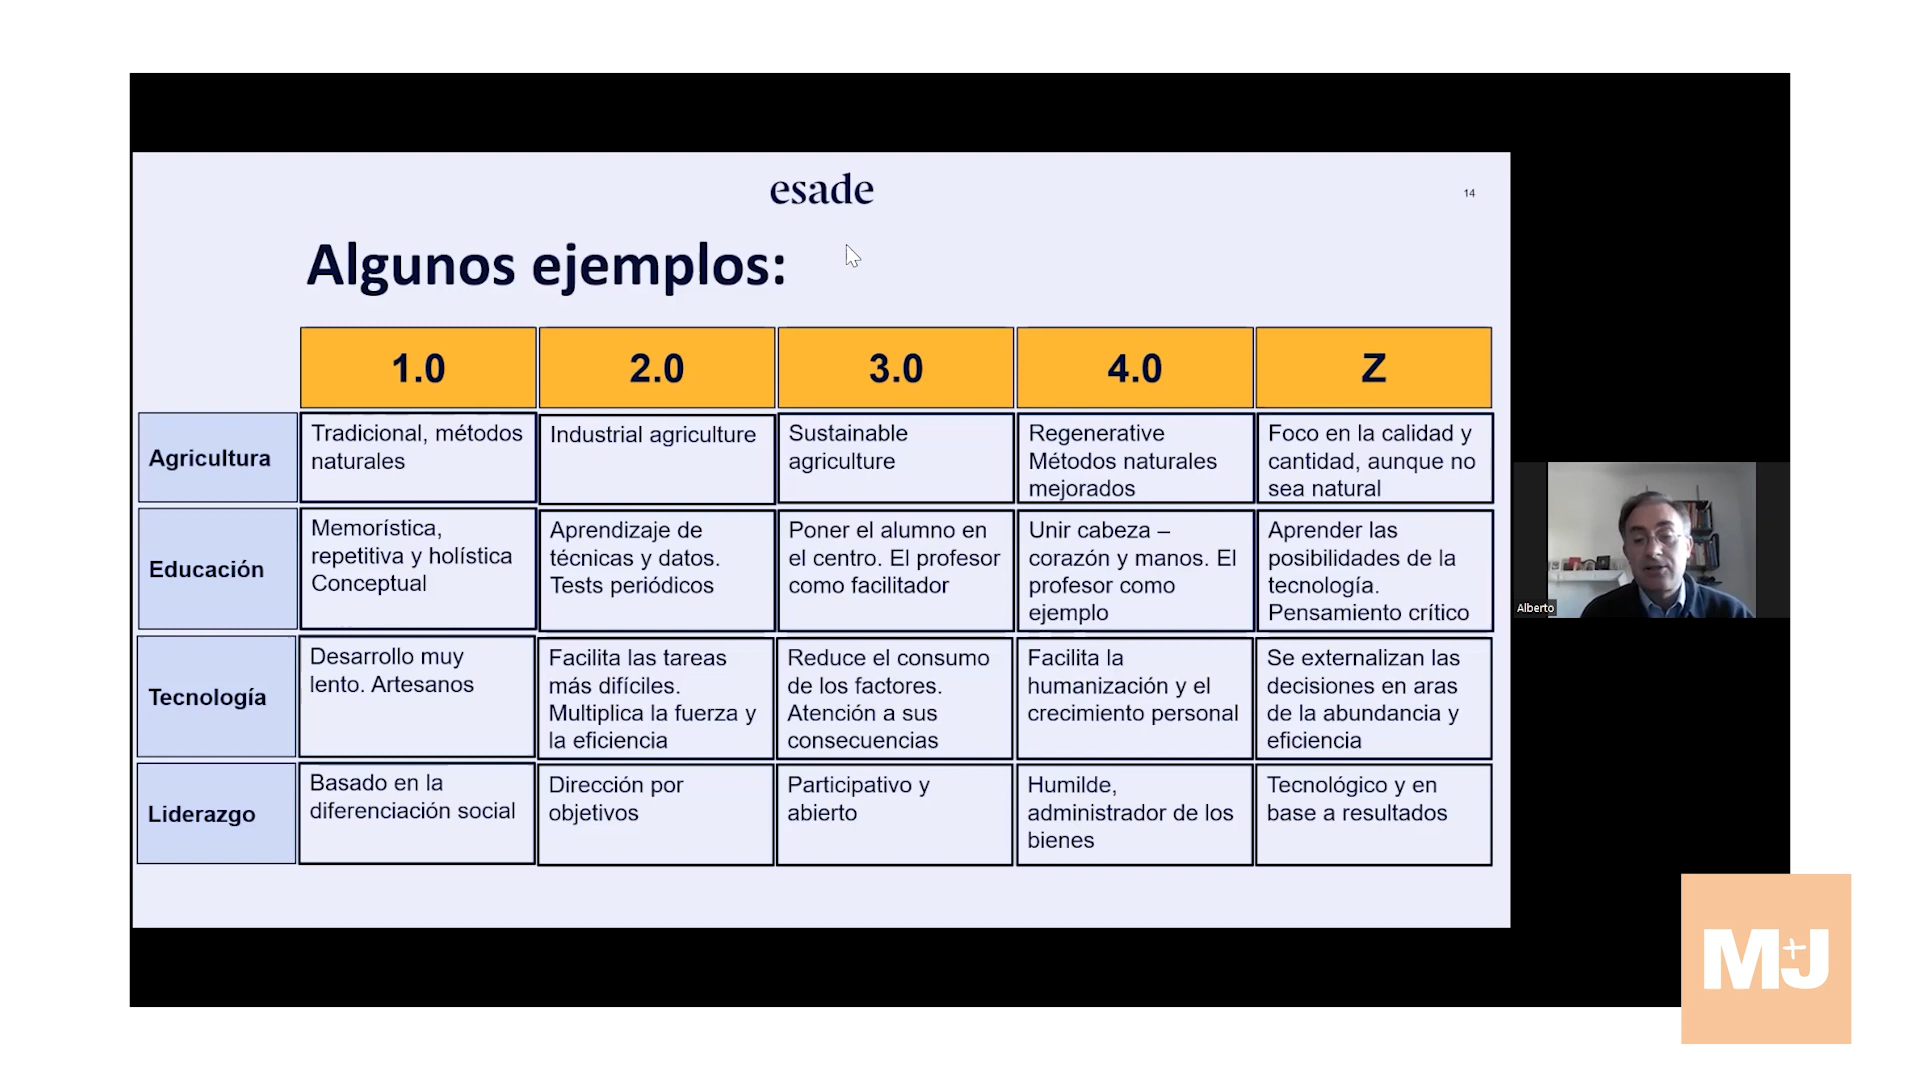 esade
14
Algunos ejemplos:
1.0
2.0
3.0
4.0
Z
Agricultura
Tradicional, métodos
naturales
Industrial agriculture
Sustainable
agriculture
Regenerative
Métodos naturales
mejorados
Foco en la calidad y
cantidad, aunque no
sea natural
Educación
Memorística,
repetitiva y holística
Conceptual
Aprendizaje de
técnicas y datos.
Tests periódicos
Poner el alumno en
el centro. El profesor
como facilitador
Unir cabeza –
corazón y manos. El
profesor como
ejemplo
Aprender las
posibilidades de la
tecnología.
Pensamiento crítico
Tecnología
Desarrollo muy
lento. Artesanos
Facilita las tareas
más difíciles.
Multiplica la fuerza y
la eficiencia
Reduce el consumo
de los factores.
Atención a sus
consecuencias
Facilita la
humanización y el
crecimiento personal
Se externalizan las
decisiones en aras
de la abundancia y
eficiencia
Liderazgo
Basado en la
diferenciación social
Dirección por
objetivos
Participativo y
abierto
Humilde,
administrador de los
bienes
Tecnológico y en
base a resultados
Alberto
M+J